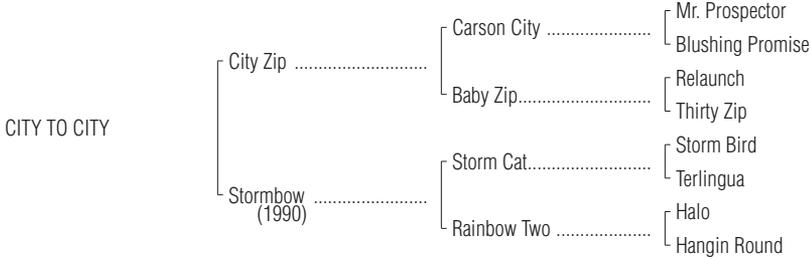 Mr. Prospector
Carson City ......................
Blushing Promise
City Zip ............................
Relaunch
Baby Zip............................
Thirty Zip
CITY TO CITY
Storm Bird
Storm Cat..........................
Terlingua
Stormbow ........................
(1990)
Halo
Rainbow Two ....................
Hangin Round